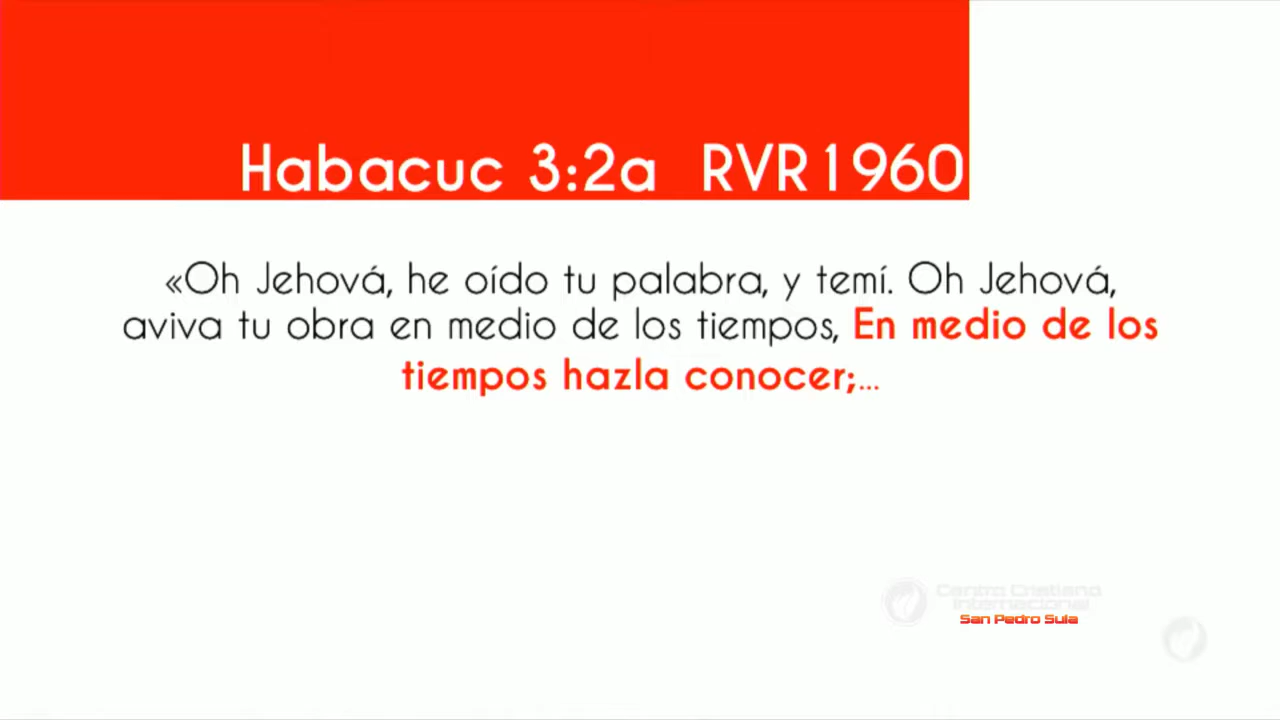 Habacuc 3:2a RVR1960
«Oh Jehová, he oído tu palabra, y temí. Oh Jehová,
aviva tu obra en medio de los tiempos, En medio de los
tiempos hazla conocer;...
Centro Cristiano
Internacional
San Pedro Sula